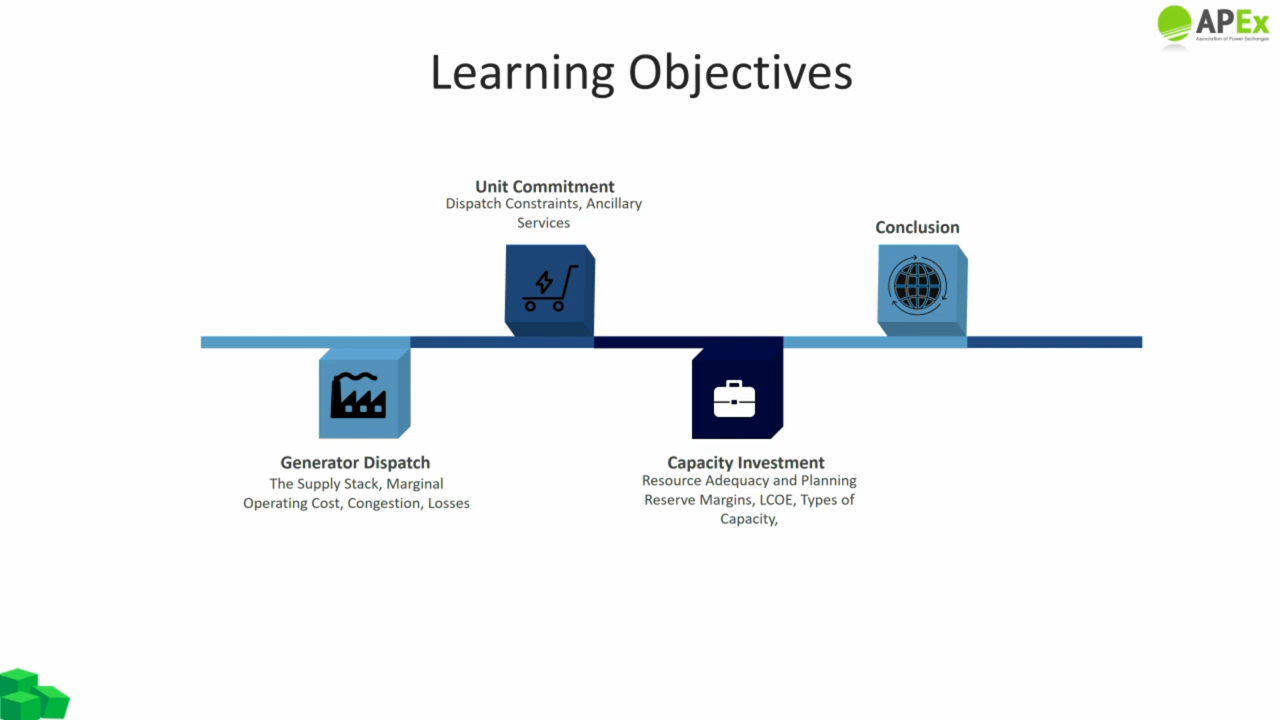 APEx
Association of Power Exchanges
Learning Objectives
Unit Commitment
Dispatch Constraints, Ancillary
Services
Conclusion
Generator Dispatch
The Supply Stack, Marginal
Operating Cost, Congestion, Losses
Capacity Investment
Resource Adequacy and Planning
Reserve Margins, LCOE, Types of
Capacity,